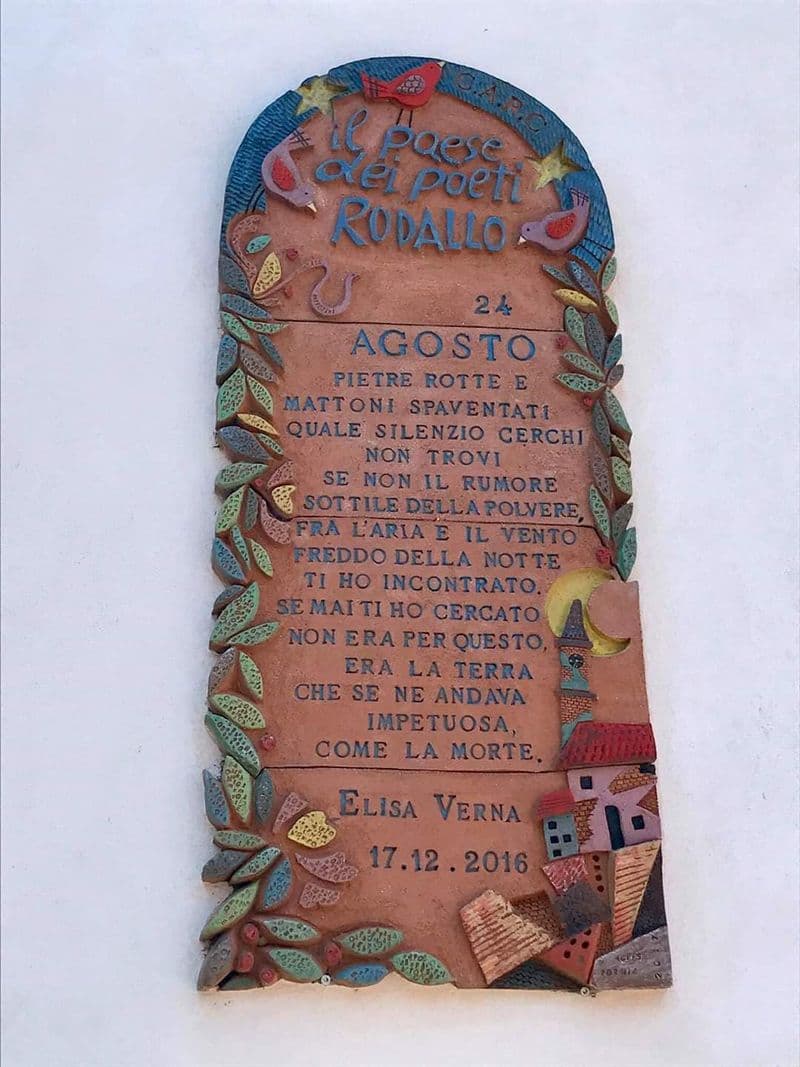 C.A.P.C.
il paese
dei poeti
RODALLO
24
AGOSTO
PIETRE ROTTE E
MATTONI SPAVENTATI
QUALE SILENZIO CERCHI
NON TROVI
SE NON IL RUMORE
SOTTILE DELLA POLVERE,
FRA L'ARIA E IL VENTO
FREDDO DELLA NOTTE
TI HO INCONTRATO.
SE MAI TI HO CERCATO
NON ERA PER QUESTO,
ERA LA TERRA
CHE SE NE ANDAVA
IMPETUOSA,
COME LA MORTE.
ELISA VERNA
17.12.2016